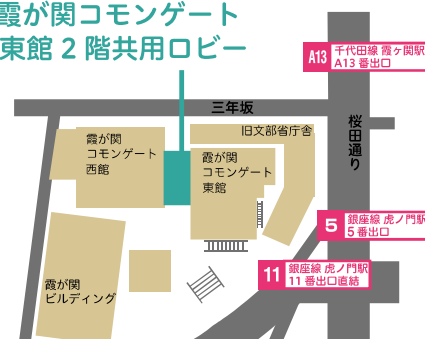 霞が関コモンゲート
東館2階共用ロビー
A13
千代田線 霞ヶ関駅
A13番出口
三年坂
桜田通り
旧文部省庁舎
霞が関
コモンゲート
西館
霞が関
コモンゲート
東館
5
銀座線 虎ノ門駅
5番出口
11
銀座線 虎ノ門駅
11番出口直結
霞が関
ビルディング